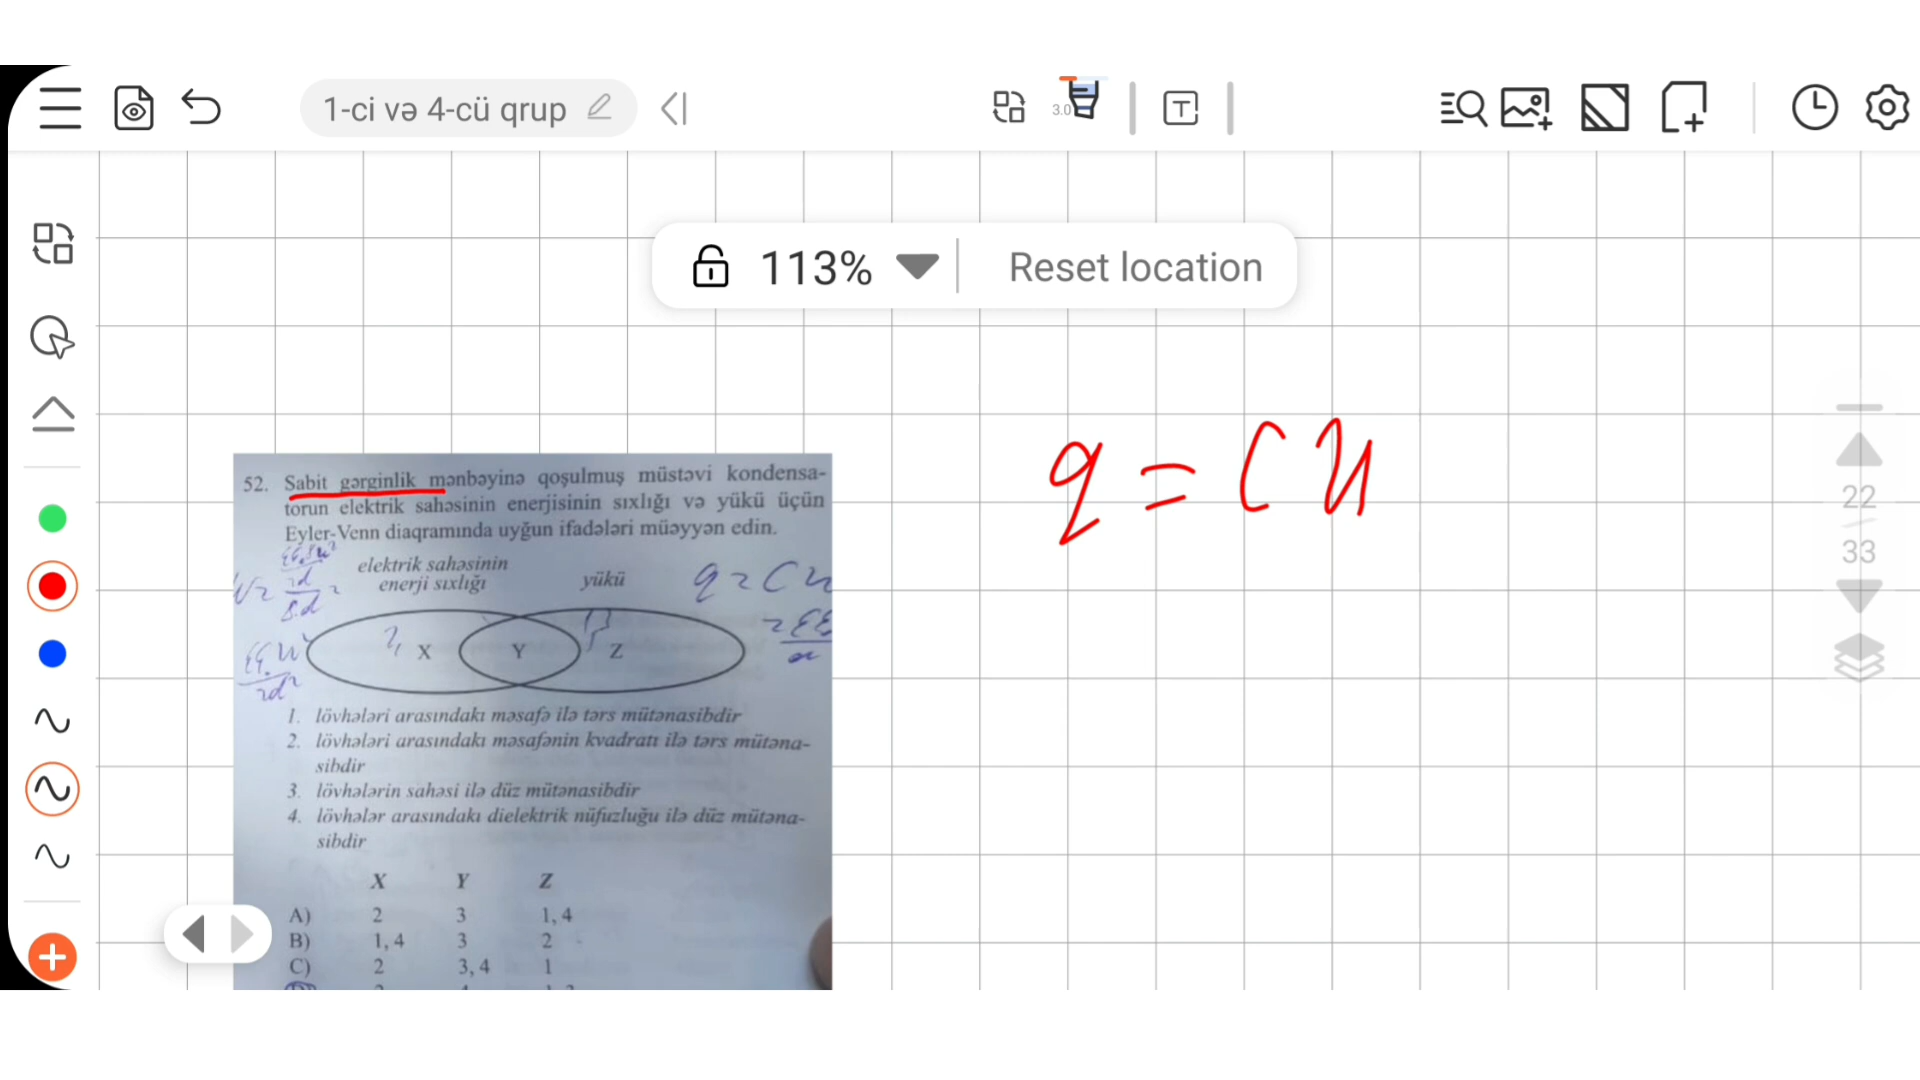 1-ci və 4-cü qrup
3.0
113%
Reset location
q = CU
22
33
52. Sabit gərginlik mənbəyinə qoşulmuş müstəvi kondensa-
torun elektrik sahəsinin enerjisinin sıxlığı və yükü üçün
Eyler-Venn diaqramında uyğun ifadələri müəyyən edin.
elektrik sahəsinin
enerji sıxlığı
yükü
q = CU
X Y Z
1. lövhələri arasındakı məsafə ilə tərs mütənasibdir
2. lövhələri arasındakı məsafənin kvadratı ilə tərs mütəna-
sibdir
3. lövhələrin sahəsi ilə düz mütənasibdir
4. lövhələr arasındakı dielektrik nüfuzluğu ilə düz mütəna-
sibdir
X Y Z
A) 2 3 1, 4
B) 1, 4 3 2
C) 2 3, 4 1